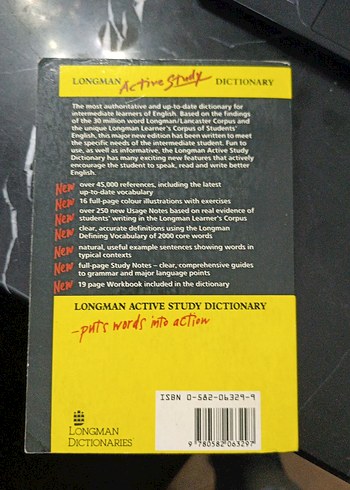 LONGMAN Active Study DICTIONARY
The most authoritative and up-to-date dictionary for
intermediate learners of English. Based on the findings
of the 30 million word Longman/Lancaster Corpus and
the unique Longman Learner's Corpus of Students'
English, this major new edition has been written to meet
the specific needs of the intermediate student. Fun to
use, as well as informative, the Longman Active Study
Dictionary has many exciting new features that actively
encourage the student to speak, read and write better
English.
New over 45,000 references, including the latest
up-to-date vocabulary
New 16 full-page colour illustrations with exercises
New over 250 new Usage Notes based on real evidence of
students' writing in the Longman Learner's Corpus
New clear, accurate definitions using the Longman
Defining Vocabulary of 2000 core words
New natural, useful example sentences showing words in
typical contexts
New full-page Study Notes – clear, comprehensive guides
to grammar and major language points
New 19 page Workbook included in the dictionary
LONGMAN ACTIVE STUDY DICTIONARY
–puts words into action
ISBN 0-582-06329-9
9 780582 063297
LONGMAN
DICTIONARIES